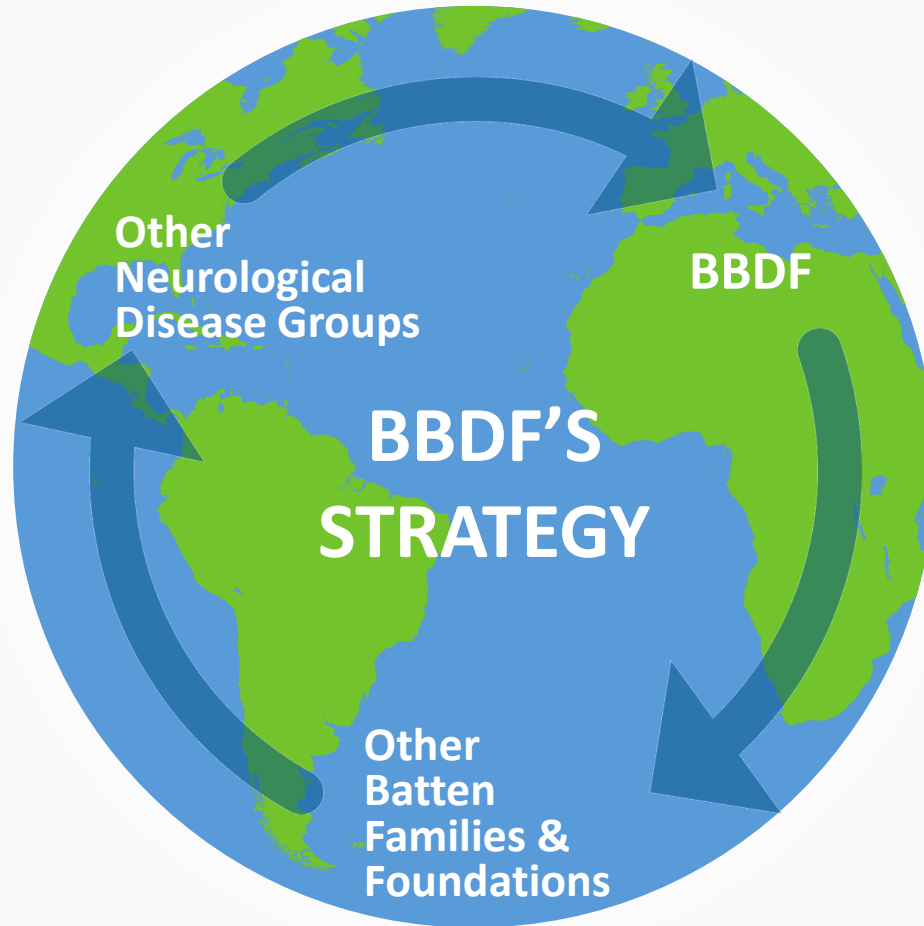 Other
Neurological
Disease Groups
BBDF
BBDF’S
STRATEGY
Other
Batten
Families &
Foundations